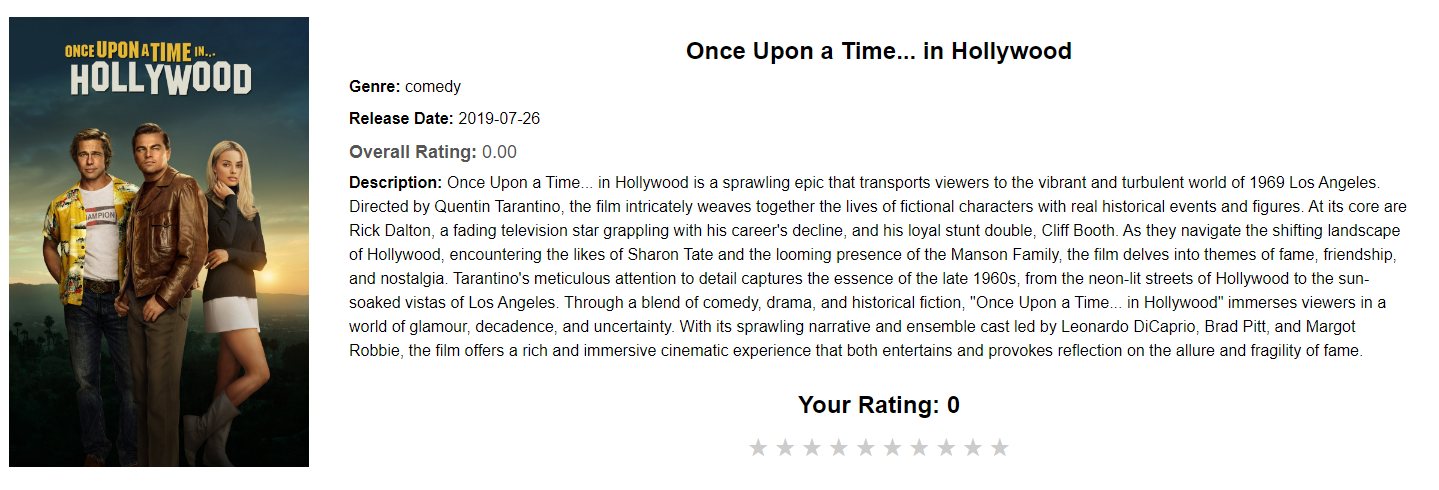 ONCE UPON A TIME IN...
HOLLYWOOD
CHAMPION
Once Upon a Time... in Hollywood
Genre: comedy
Release Date: 2019-07-26
Overall Rating: 0.00
Description: Once Upon a Time... in Hollywood is a sprawling epic that transports viewers to the vibrant and turbulent world of 1969 Los Angeles.
Directed by Quentin Tarantino, the film intricately weaves together the lives of fictional characters with real historical events and figures. At its core are
Rick Dalton, a fading television star grappling with his career's decline, and his loyal stunt double, Cliff Booth. As they navigate the shifting landscape
of Hollywood, encountering the likes of Sharon Tate and the looming presence of the Manson Family, the film delves into themes of fame, friendship,
and nostalgia. Tarantino's meticulous attention to detail captures the essence of the late 1960s, from the neon-lit streets of Hollywood to the sun-
soaked vistas of Los Angeles. Through a blend of comedy, drama, and historical fiction, "Once Upon a Time... in Hollywood" immerses viewers in a
world of glamour, decadence, and uncertainty. With its sprawling narrative and ensemble cast led by Leonardo DiCaprio, Brad Pitt, and Margot
Robbie, the film offers a rich and immersive cinematic experience that both entertains and provokes reflection on the allure and fragility of fame.
Your Rating: 0